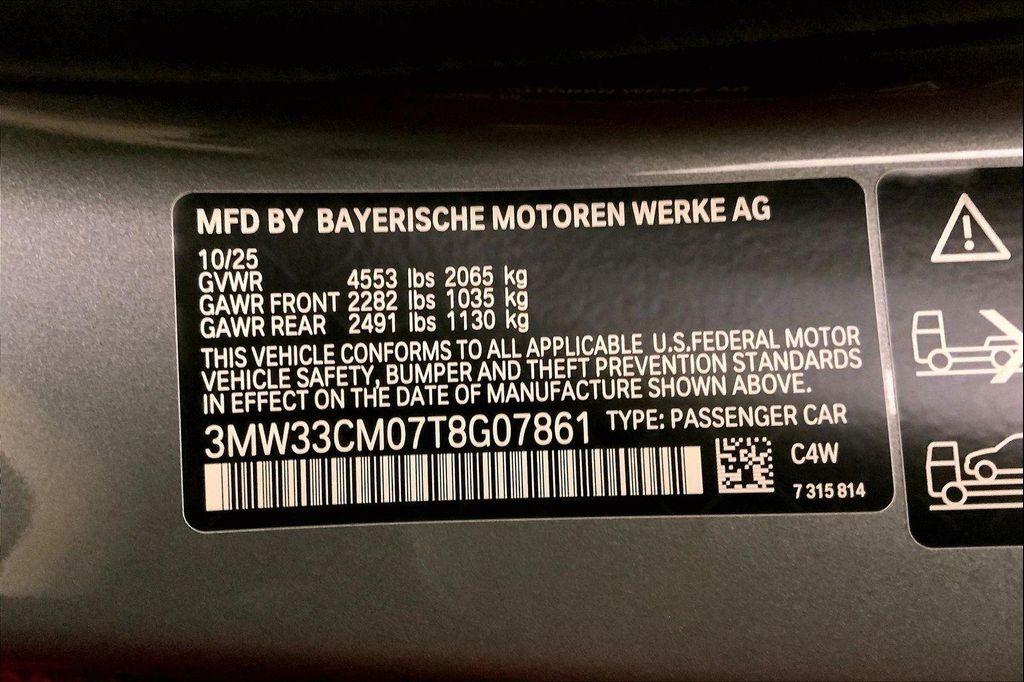 MFD BY BAYERISCHE MOTOREN WERKE AG
10/25
GVWR 4553 lbs 2065 kg
GAWR FRONT 2282 lbs 1035 kg
GAWR REAR 2491 lbs 1130 kg
THIS VEHICLE CONFORMS TO ALL APPLICABLE U.S.FEDERAL MOTOR
VEHICLE SAFETY, BUMPER AND THEFT PREVENTION STANDARDS
IN EFFECT ON THE DATE OF MANUFACTURE SHOWN ABOVE.
3MW33CM07T8G07861 TYPE: PASSENGER CAR
C4W
7 315 814